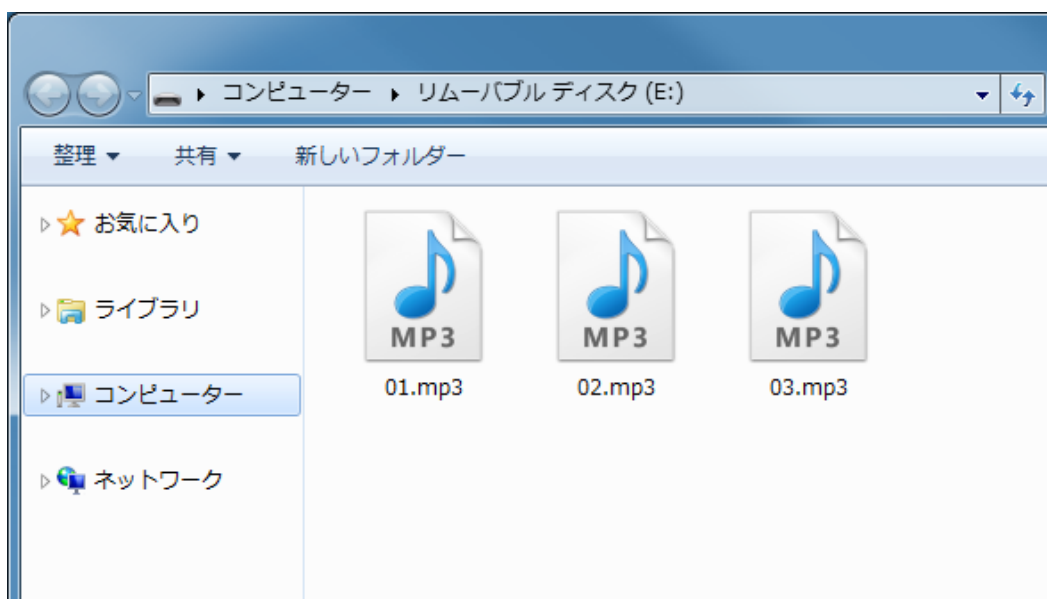 コンピューター リムーバブル ディスク (E:)
整理 共有 新しいフォルダー
お気に入り
ライブラリ
コンピューター
ネットワーク
MP3 MP3 MP3
01.mp3 02.mp3 03.mp3